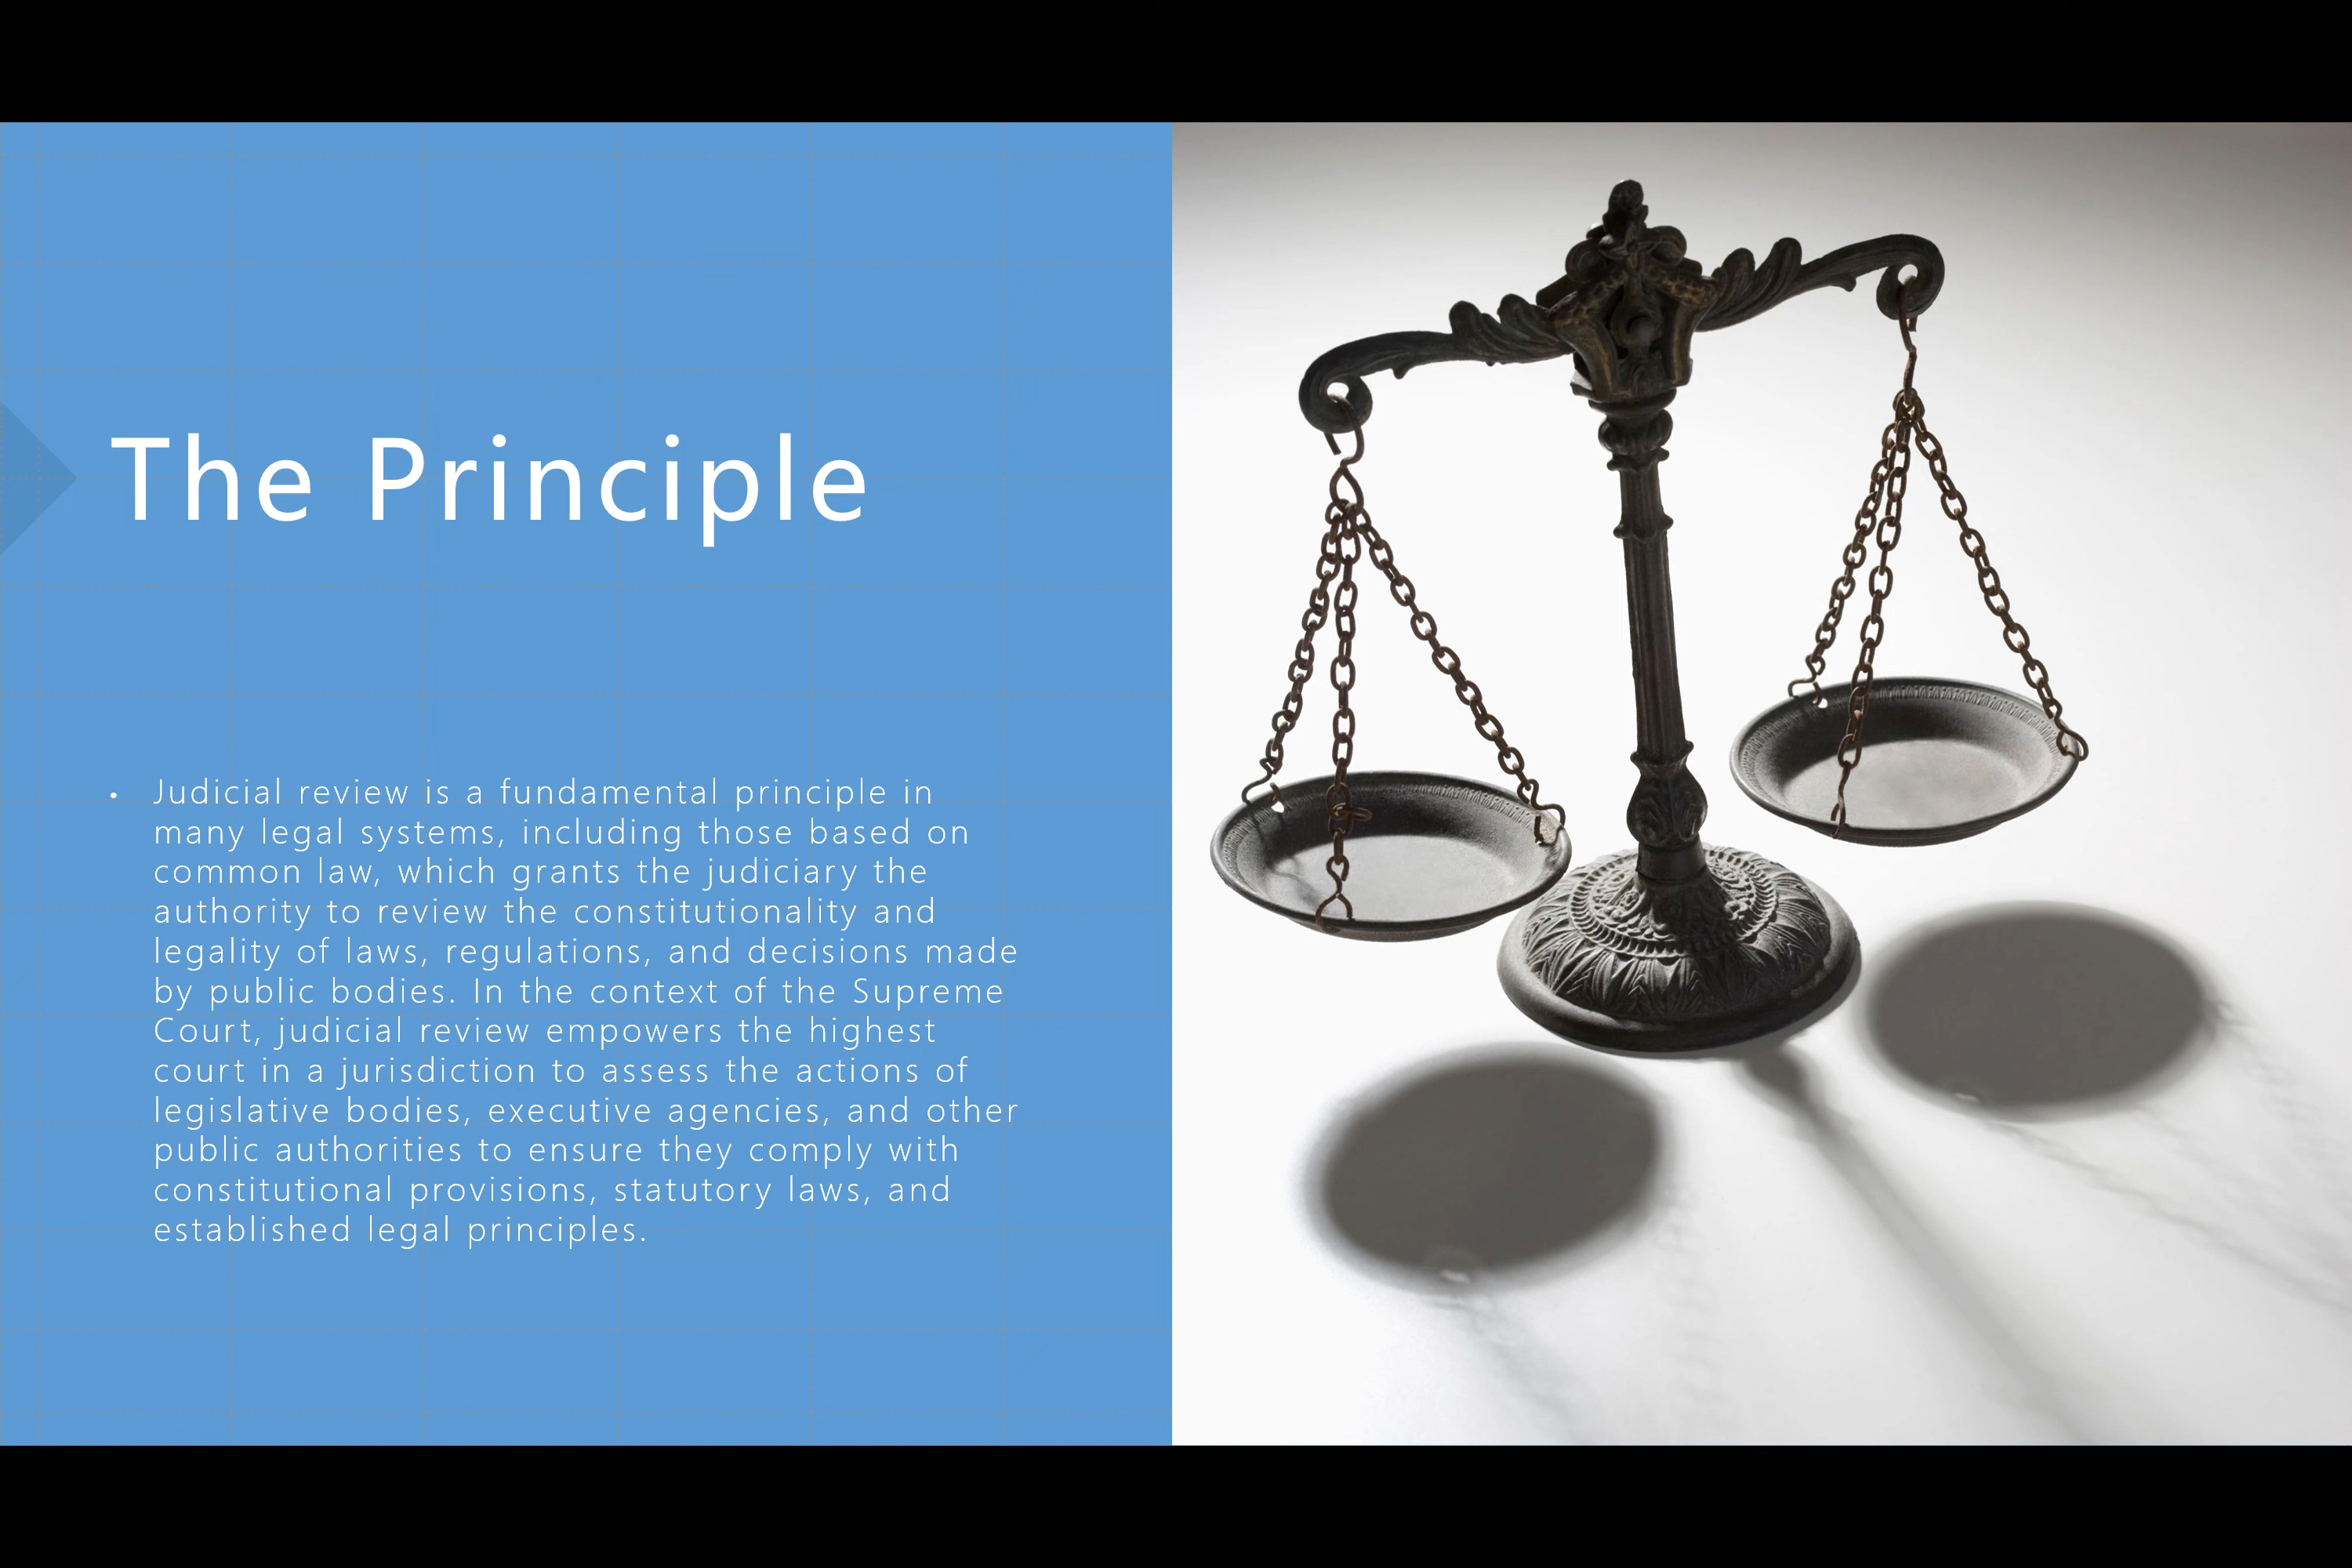 The Principle
• Judicial review is a fundamental principle in
many legal systems, including those based on
common law, which grants the judiciary the
authority to review the constitutionality and
legality of laws, regulations, and decisions made
by public bodies. In the context of the Supreme
Court, judicial review empowers the highest
court in a jurisdiction to assess the actions of
legislative bodies, executive agencies, and other
public authorities to ensure they comply with
constitutional provisions, statutory laws, and
established legal principles.